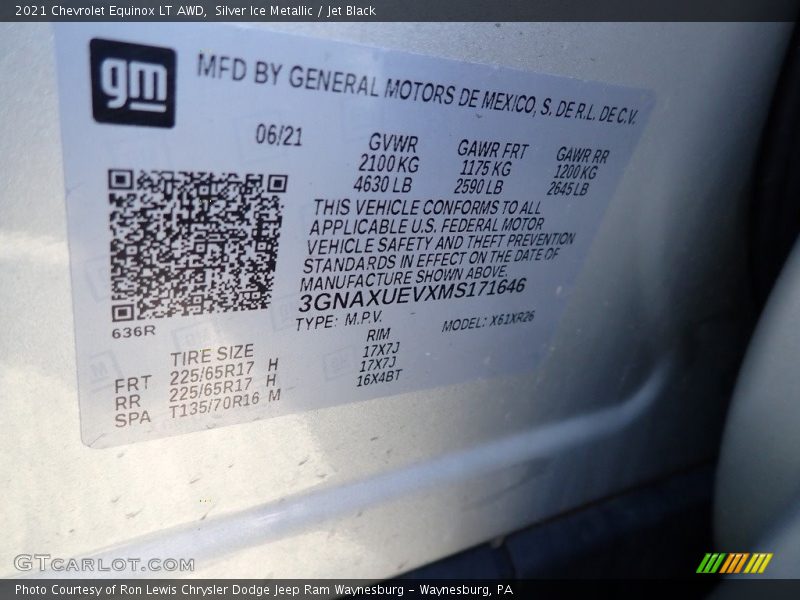 2021 Chevrolet Equinox LT AWD, Silver Ice Metallic / Jet Black
gm
MFD BY GENERAL MOTORS DE MEXICO, S. DE R.L. DE C.V.
06/21
GVWR
2100 KG
4630 LB
GAWR FRT
1175 KG
2590 LB
GAWR RR
1200 KG
2645 LB
THIS VEHICLE CONFORMS TO ALL
APPLICABLE U.S. FEDERAL MOTOR
VEHICLE SAFETY AND THEFT PREVENTION
STANDARDS IN EFFECT ON THE DATE OF
MANUFACTURE SHOWN ABOVE.
3GNAXUEVXMS171646
TYPE: M.P.V.
MODEL: X61XR26
636R
TIRE SIZE
RIM
FRT 225/65R17 H 17X7J
RR 225/65R17 H 17X7J
SPA T135/70R16 M 16X4BT
GTCARLOT.COM
Photo Courtesy of Ron Lewis Chrysler Dodge Jeep Ram Waynesburg - Waynesburg, PA